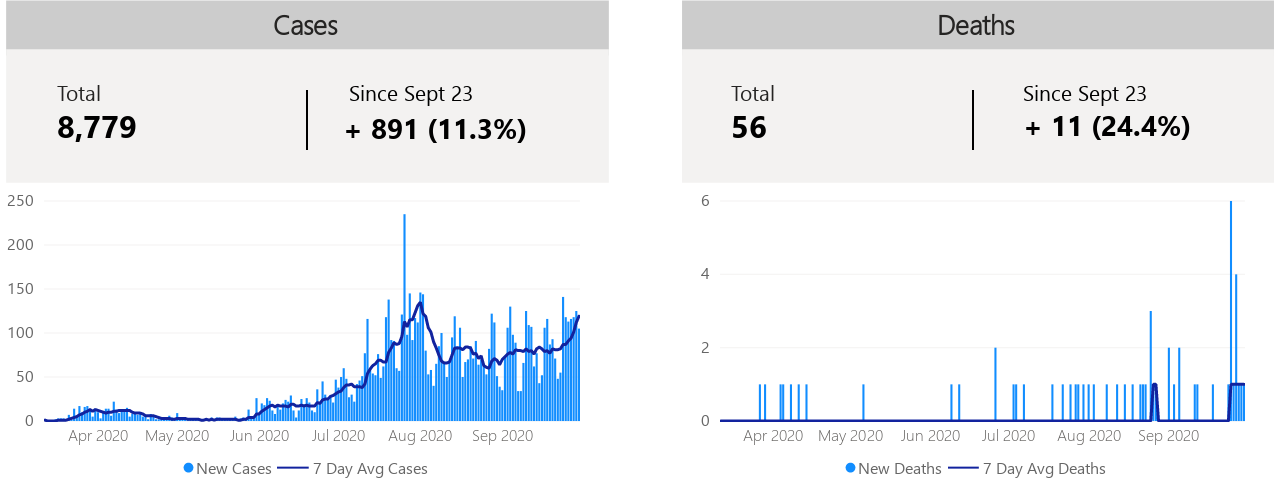 Cases
Total
Since Sept 23
8,779
+ 891 (11.3%)
250
200
150
100
50
0
Apr 2020 May 2020 Jun 2020 Jul 2020 Aug 2020 Sep 2020
New Cases 7 Day Avg Cases
Deaths
Total
Since Sept 23
56
+ 11 (24.4%)
6
4
2
0
Apr 2020 May 2020 Jun 2020 Jul 2020 Aug 2020 Sep 2020
New Deaths 7 Day Avg Deaths